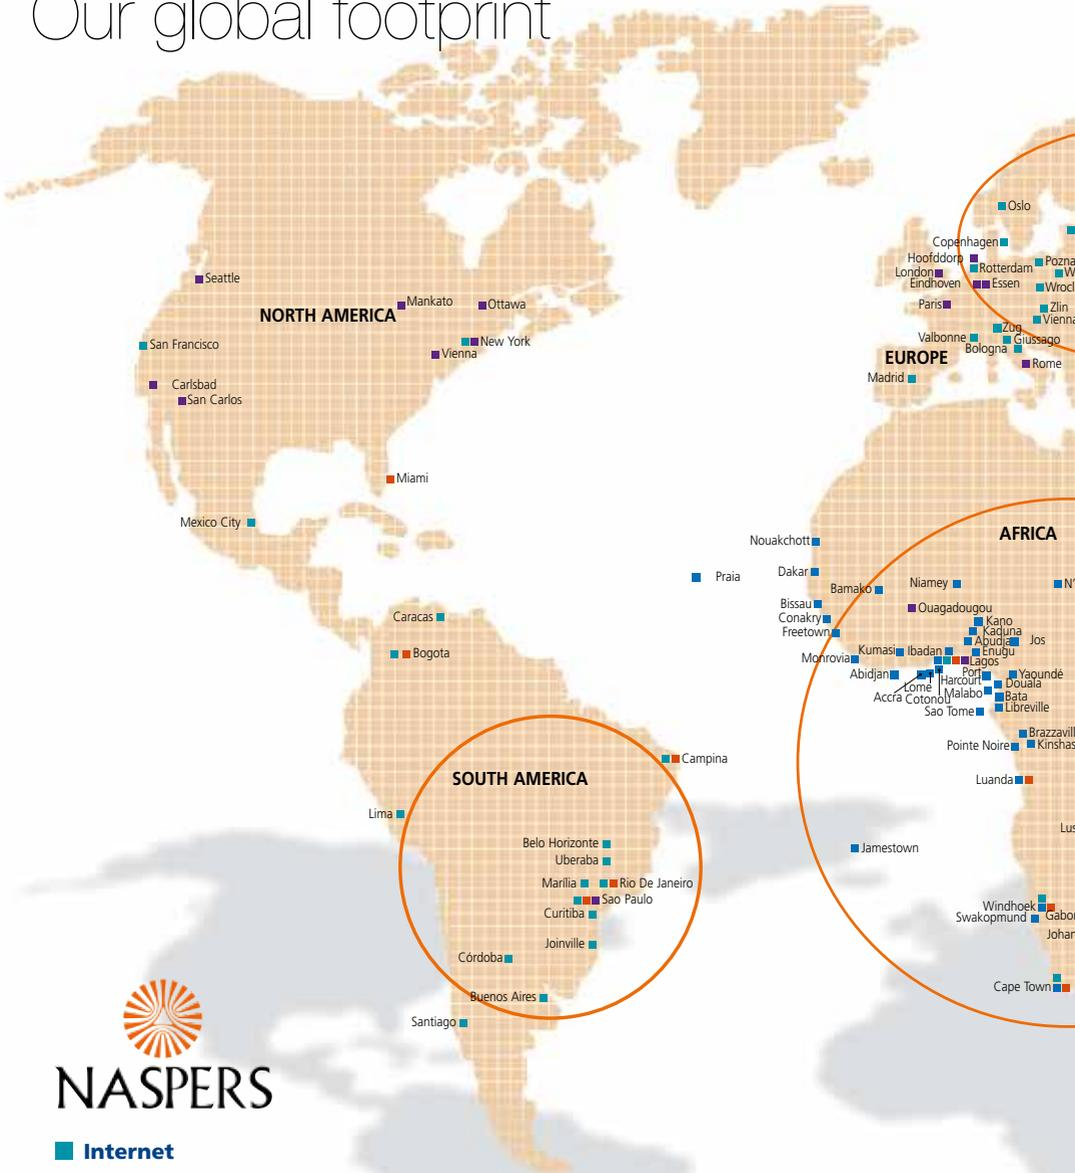 Our global footprint
Oslo
Copenhagen
Hoofddorp
Rotterdam
London
Eindhoven
Essen
Paris
Zlin
Vienna
Zug
Valbonne
Giussago
Bologna
EUROPE
Rome
Madrid
Seattle
Mankato
Ottawa
NORTH AMERICA
San Francisco
New York
Vienna
Carlsbad
San Carlos
Miami
Mexico City
AFRICA
Nouakchott
Praia
Dakar
Bamako
Niamey
Bissau
Ouagadougou
Conakry
Kano
Freetown
Kaduna
Abudja
Jos
Kumasi
Ibadan
Enugu
Monrovia
Lagos
Abidjan
Port
Harcourt
Yaoundé
Lome
Douala
Accra
Cotonou
Malabo
Bata
Sao Tome
Libreville
Pointe Noire
Luanda
Jamestown
Windhoek
Swakopmund
Cape Town
Caracas
Bogota
Campina
SOUTH AMERICA
Lima
Belo Horizonte
Uberaba
Marília
Rio De Janeiro
Sao Paulo
Curitiba
Joinville
Córdoba
Buenos Aires
Santiago
NASPERS
Internet